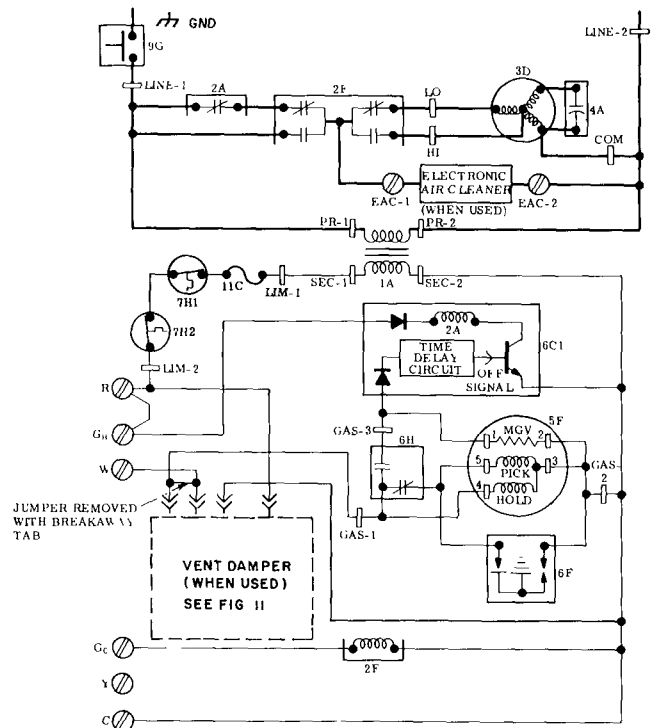 GND
9G
LINE-2
LINE-1
2A
2F
LO
3D
4A
HI
COM
ELECTRONIC
AIR CLEANER
(WHEN USED)
EAC-1
EAC-2
PR-1
PR-2
SEC-1
1A
SEC-2
7H1
11C
LIM-1
7H2
LIM-2
2A
6C1
TIME
DELAY
CIRCUIT
OFF
SIGNAL
R
GH
W
GAS-3
6H
5F
1
MGV
2
5
PICK
3
4
HOLD
GAS
2
JUMPER REMOVED
WITH BREAKAWAY
TAB
GAS-1
6F
VENT DAMPER
(WHEN USED)
SEE FIG 11
GC
2F
Y
C